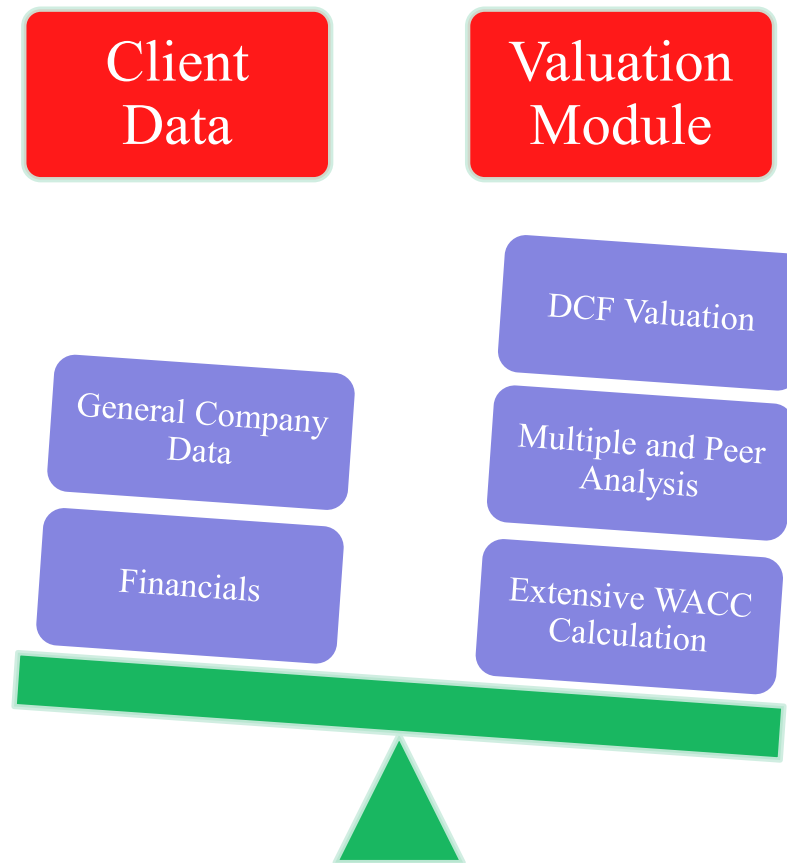 Client
Data
Valuation
Module
DCF Valuation
General Company
Data
Multiple and Peer
Analysis
Financials
Extensive WACC
Calculation